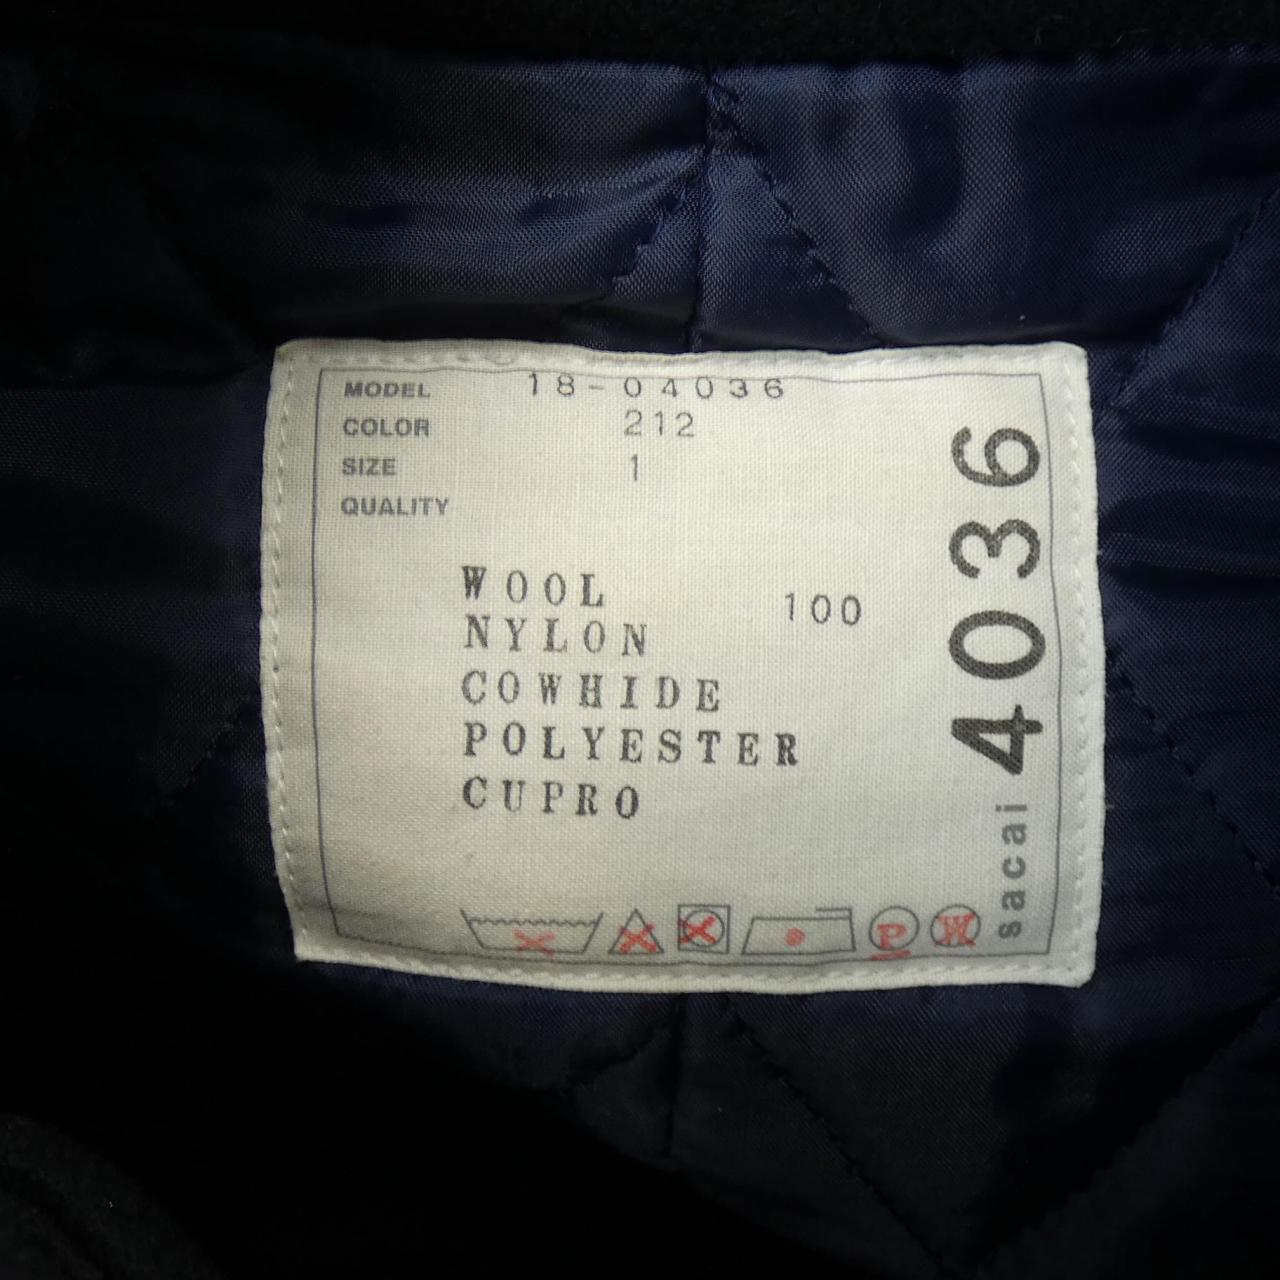 MODEL 18-04036
COLOR 212
SIZE 1
QUALITY
WOOL 100
NYLON
COWHIDE
POLYESTER
CUPRO
P W
sacai 4036